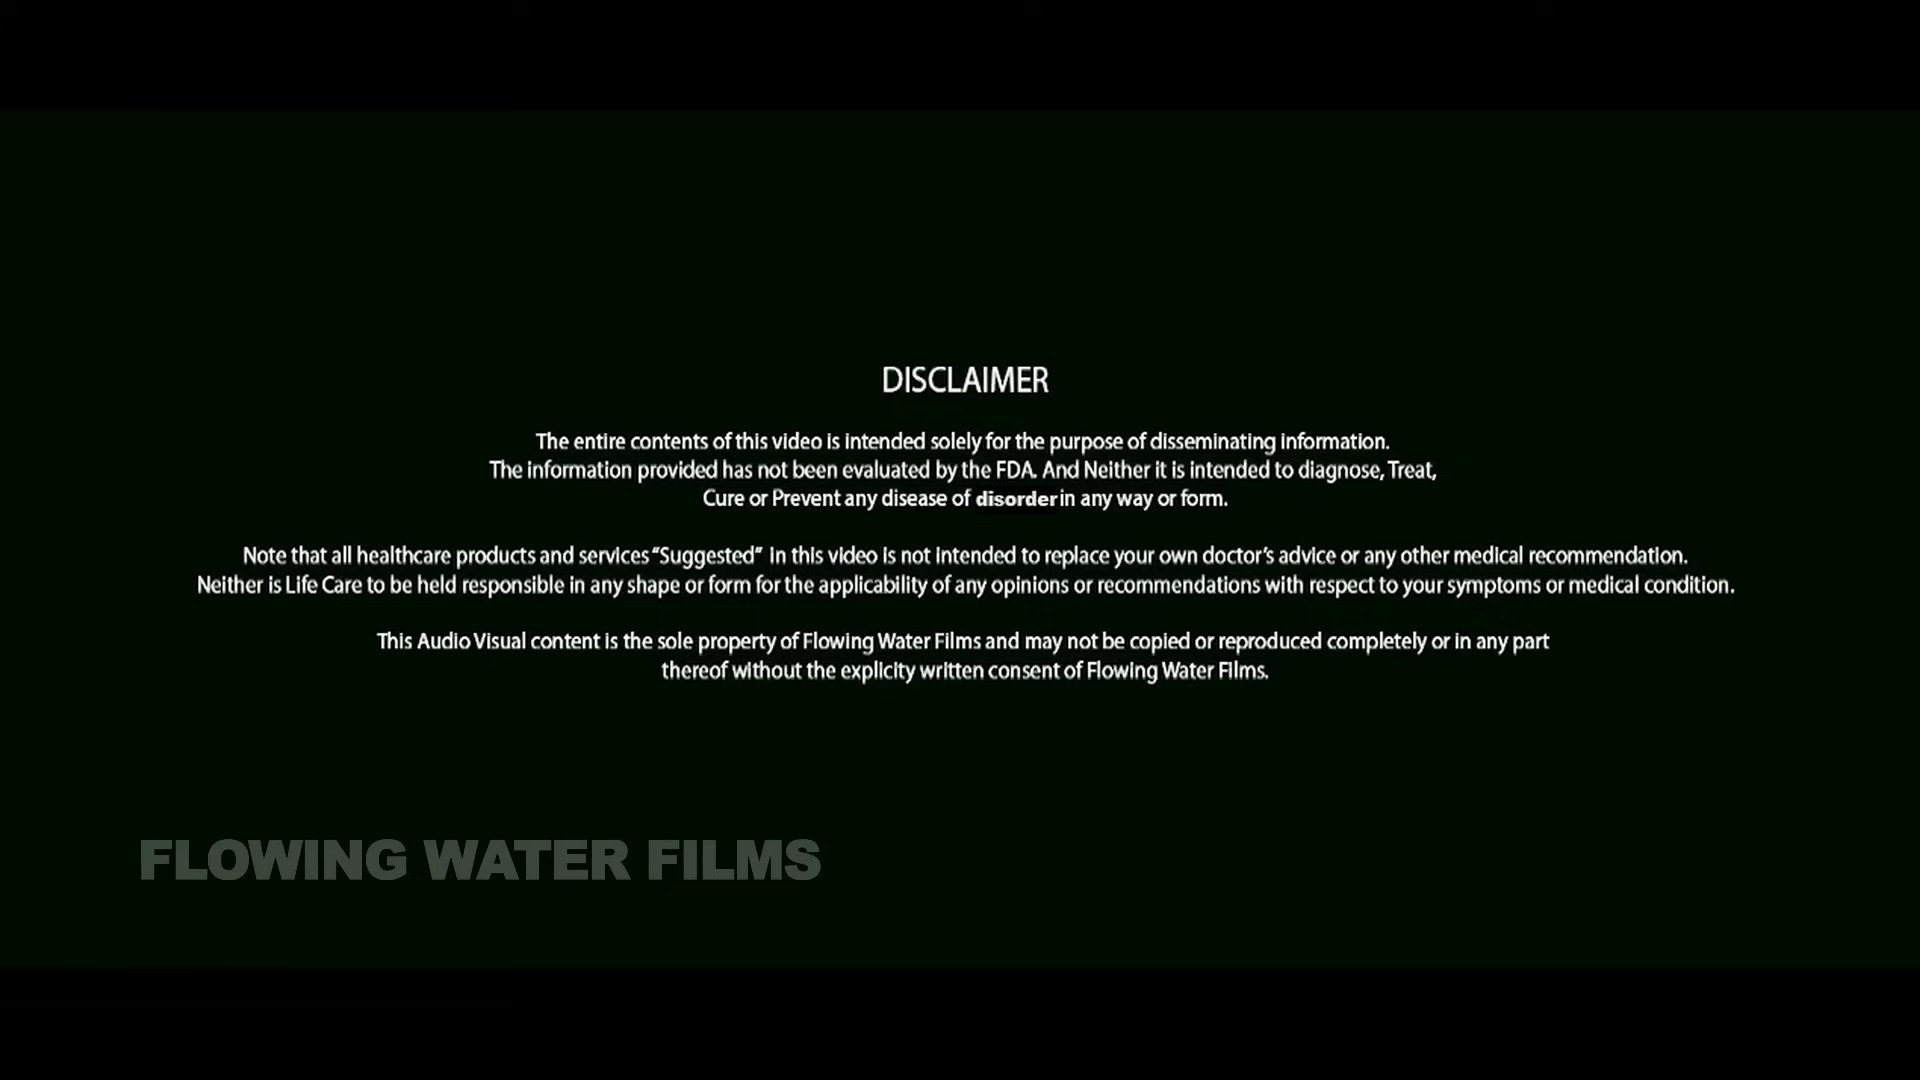 DISCLAIMER
The entire contents of this video is intended solely for the purpose of disseminating information.
The information provided has not been evaluated by the FDA. And Neither it is intended to diagnose, Treat,
Cure or Prevent any disease of disorder in any way or form.
Note that all healthcare products and services “Suggested” in this video is not intended to replace your own doctor’s advice or any other medical recommendation.
Neither is Life Care to be held responsible in any shape or form for the applicability of any opinions or recommendations with respect to your symptoms or medical condition.
This Audio Visual content is the sole property of Flowing Water Films and may not be copied or reproduced completely or in any part
thereof without the explicity written consent of Flowing Water Films.
FLOWING WATER FILMS